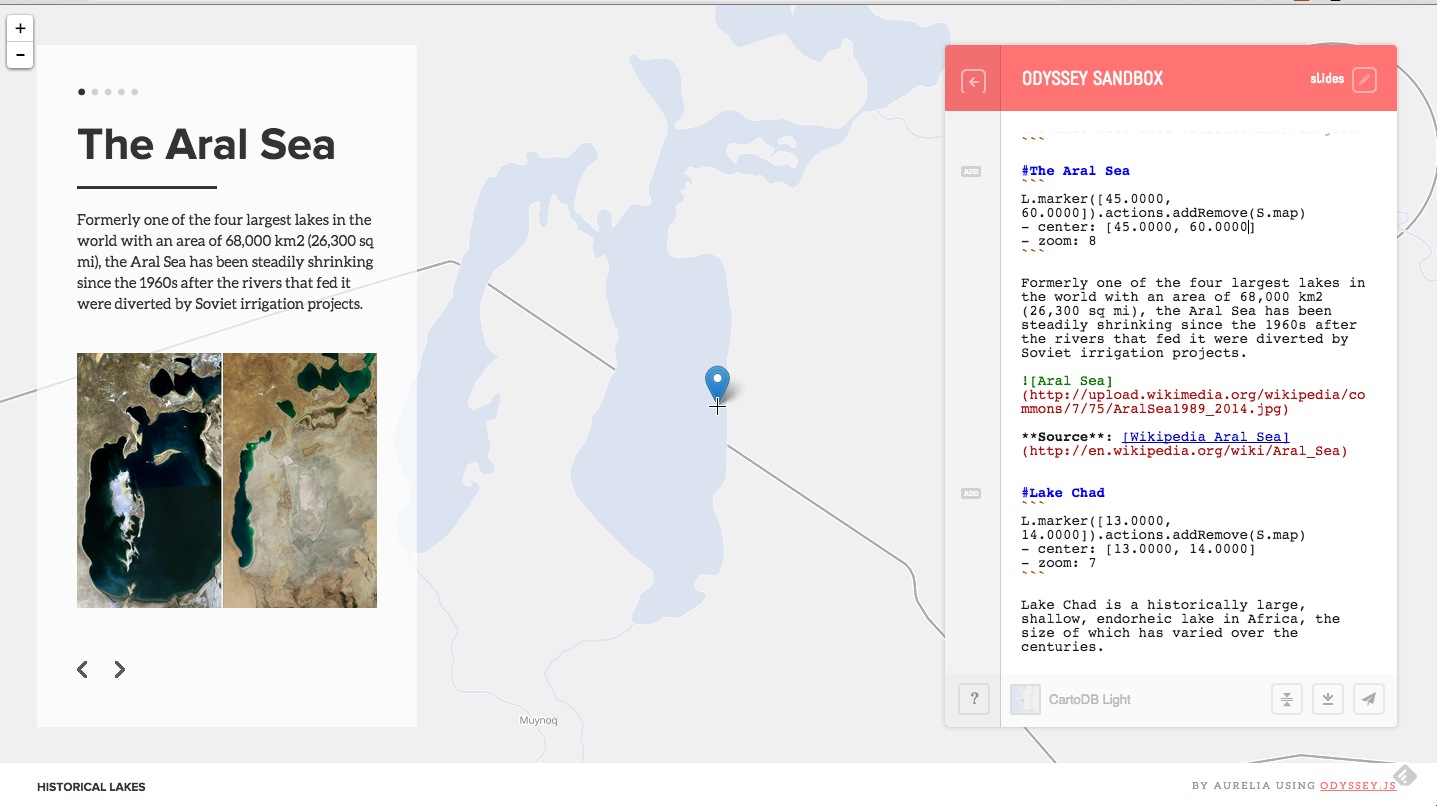 +
-
The Aral Sea
Formerly one of the four largest lakes in the
world with an area of 68,000 km2 (26,300 sq
mi), the Aral Sea has been steadily shrinking
since the 1960s after the rivers that fed it
were diverted by Soviet irrigation projects.
Muynoq
ODYSSEY SANDBOX
slides
```
ADD
#The Aral Sea
```
L.marker([45.0000,
60.0000]).actions.addRemove(S.map)
- center: [45.0000, 60.0000]
- zoom: 8
```
Formerly one of the four largest lakes in
the world with an area of 68,000 km2
(26,300 sq mi), the Aral Sea has been
steadily shrinking since the 1960s after
the rivers that fed it were diverted by
Soviet irrigation projects.
![Aral Sea]
(http://upload.wikimedia.org/wikipedia/co
mmons/7/75/AralSea1989_2014.jpg)
**Source**: [Wikipedia Aral Sea]
(http://en.wikipedia.org/wiki/Aral_Sea)
ADD
#Lake Chad
```
L.marker([13.0000,
14.0000]).actions.addRemove(S.map)
- center: [13.0000, 14.0000]
- zoom: 7
```
Lake Chad is a historically large,
shallow, endorheic lake in Africa, the
size of which has varied over the
centuries.
?
CartoDB Light
HISTORICAL LAKES
BY AURELIA USING ODYSSEY.JS